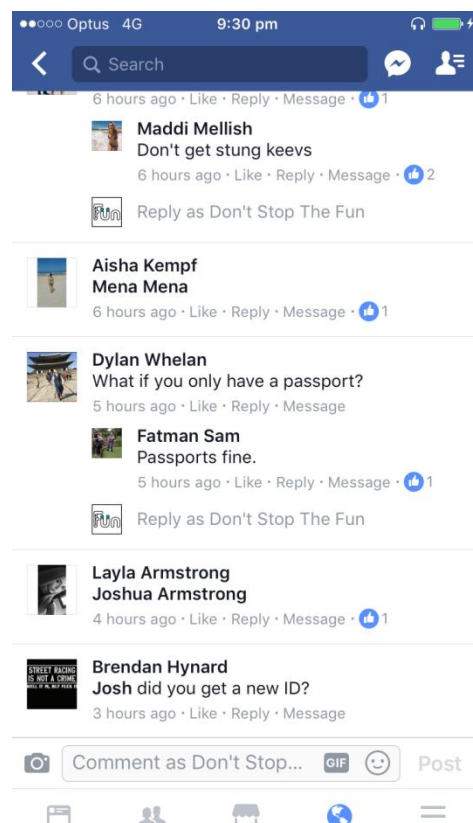 Optus 4G 9:30 pm
Search
6 hours ago · Like · Reply · Message · 1
Maddi Mellish
Don't get stung keevs
6 hours ago · Like · Reply · Message · 2
Fun
Reply as Don't Stop The Fun
Aisha Kempf
Mena Mena
6 hours ago · Like · Reply · Message · 1
Dylan Whelan
What if you only have a passport?
5 hours ago · Like · Reply · Message
Fatman Sam
Passports fine.
5 hours ago · Like · Reply · Message · 1
Fun
Reply as Don't Stop The Fun
Layla Armstrong
Joshua Armstrong
4 hours ago · Like · Reply · Message · 1
STREET RACING
IS NOT A CRIME
Brendan Hynard
Josh did you get a new ID?
3 hours ago · Like · Reply · Message
Comment as Don't Stop... GIF Post